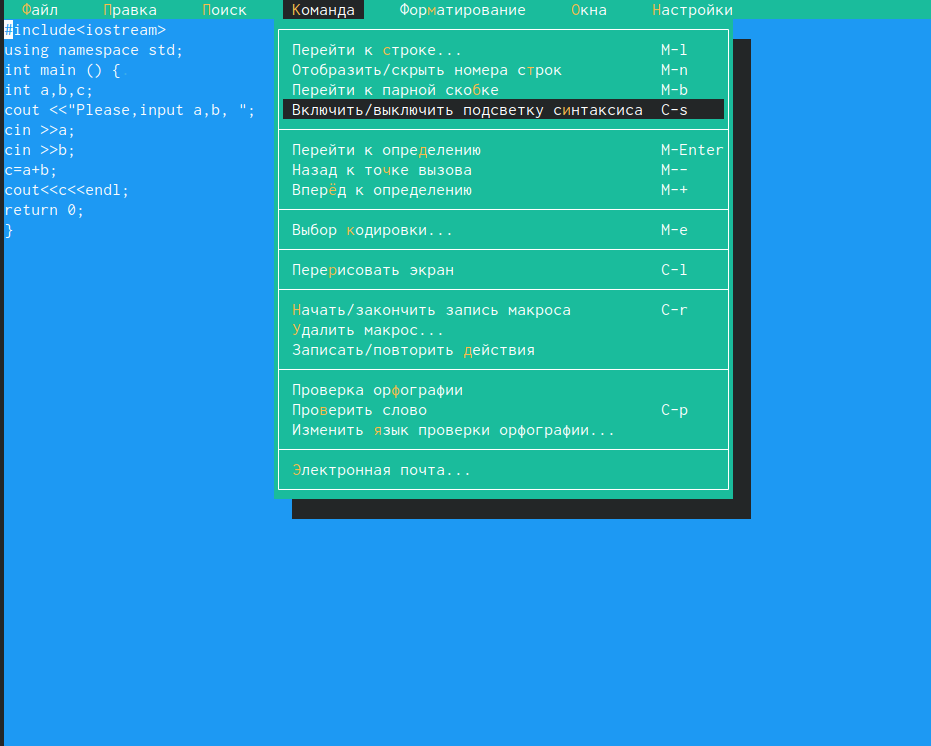 Файл Правка Поиск Команда Форматирование Окна Настройки
#include<iostream>
using namespace std;
int main () {
int a,b,c;
cout <<"Please,input a,b, ";
cin >>a;
cin >>b;
c=a+b;
cout<<c<<endl;
return 0;
}
Перейти к строке... M-l
Отобразить/скрыть номера строк M-n
Перейти к парной скобке M-b
Включить/выключить подсветку синтаксиса C-s
Перейти к определению M-Enter
Назад к точке вызова M--
Вперёд к определению M-+
Выбор кодировки... M-e
Перерисовать экран C-l
Начать/закончить запись макроса C-r
Удалить макрос...
Записать/повторить действия
Проверка орфографии
Проверить слово C-p
Изменить язык проверки орфографии...
Электронная почта...